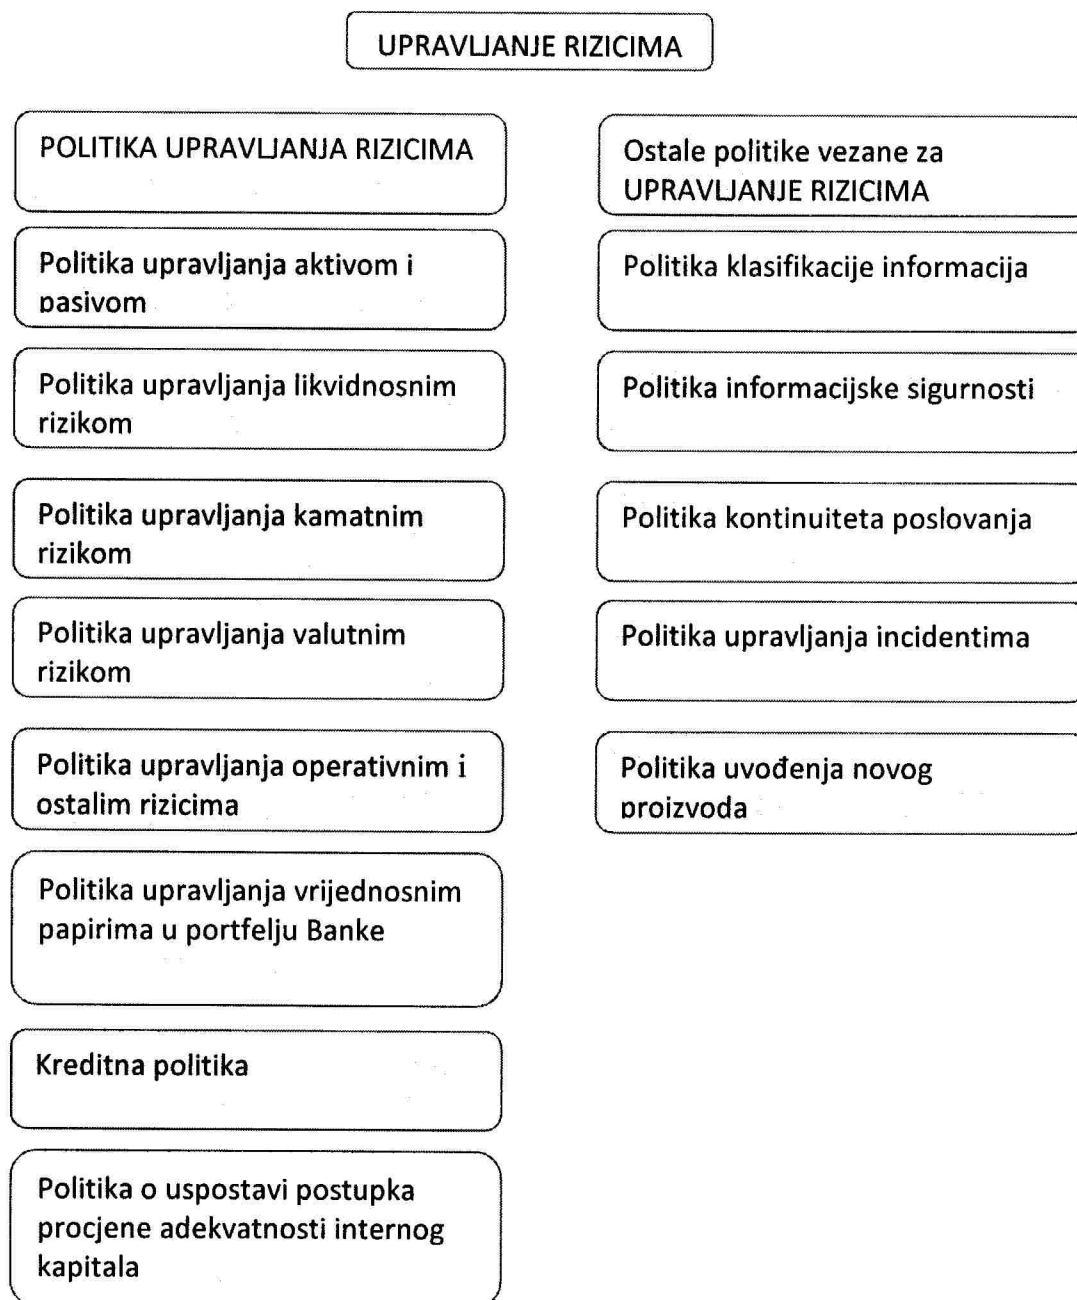 UPRAVLJANJE RIZICIMA
POLITIKA UPRAVLJANJA RIZICIMA
Politika upravljanja aktivom i
pasivom
Politika upravljanja likvidnosnim
rizikom
Politika upravljanja kamatnim
rizikom
Politika upravljanja valutnim
rizikom
Politika upravljanja operativnim i
ostalim rizicima
Politika upravljanja vrijednosnim
papirima u portfelju Banke
Kreditna politika
Politika o uspostavi postupka
procjene adekvatnosti internog
kapitala
Ostale politike vezane za
UPRAVLJANJE RIZICIMA
Politika klasifikacije informacija
Politika informacijske sigurnosti
Politika kontinuiteta poslovanja
Politika upravljanja incidentima
Politika uvođenja novog
proizvoda